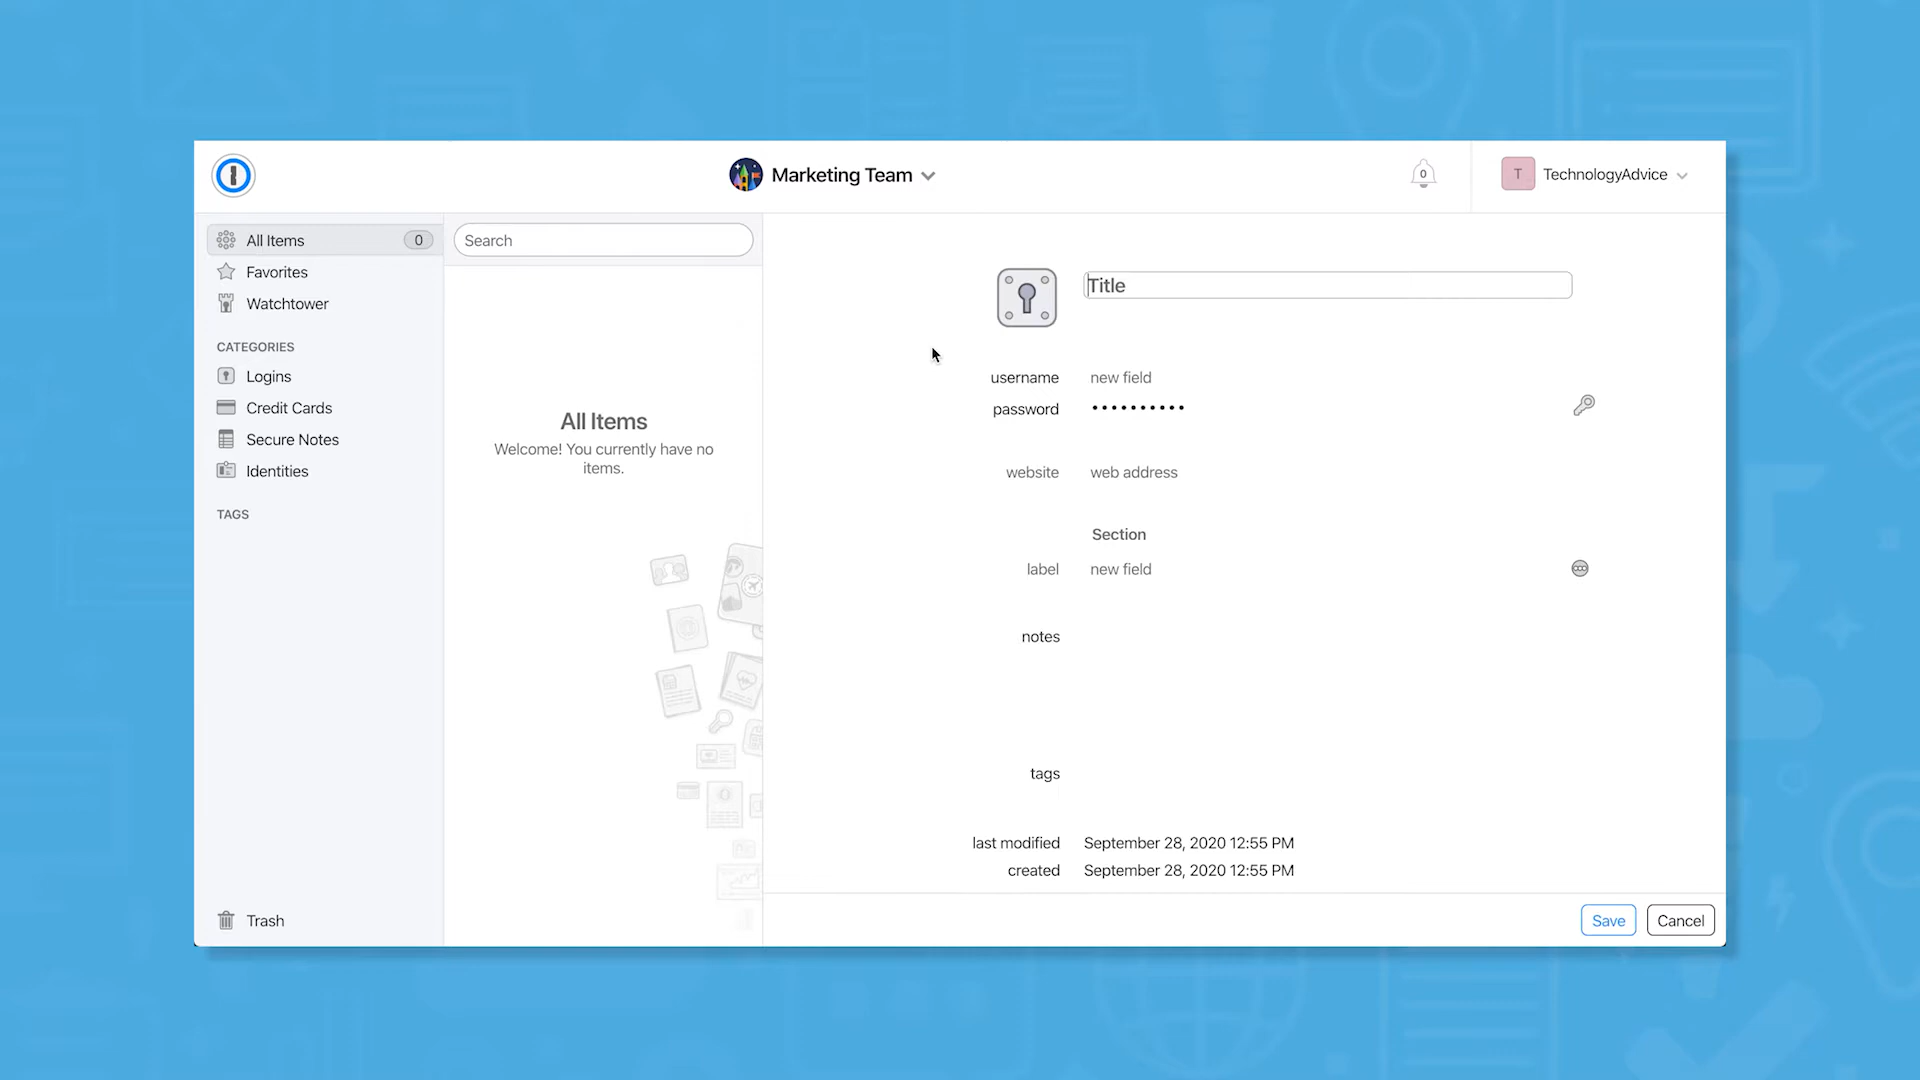 Marketing Team
0
T
TechnologyAdvice
All Items
0
Favorites
Watchtower
CATEGORIES
Logins
Credit Cards
Secure Notes
Identities
TAGS
Trash
Search
All Items
Welcome! You currently have no
items.
Title
username
new field
password
••••••••••
website
web address
Section
label
new field
notes
tags
last modified
September 28, 2020 12:55 PM
created
September 28, 2020 12:55 PM
Save
Cancel